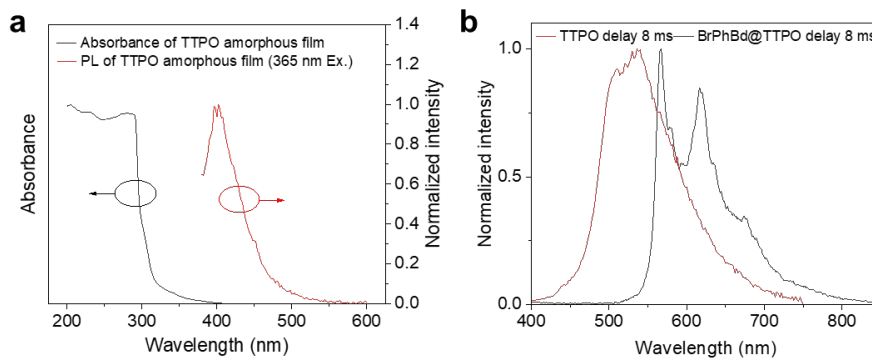 a
Absorbance of TTPO amorphous film
PL of TTPO amorphous film (365 nm Ex.)
Absorbance
1.4
1.2
1.0
0.8
0.6
0.4
0.2
0.0
Normalized intensity
200 300 400 500 600
Wavelength (nm)
b
TTPO delay 8 ms BrPhBd@TTPO delay 8 ms
Normalized intensity
1.0
0.5
0.0
400 500 600 700 800
Wavelength (nm)